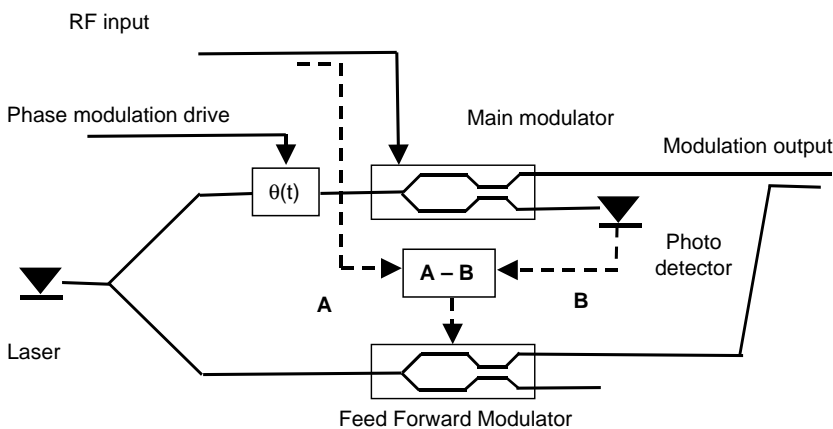 RF input
Phase modulation drive
Main modulator
Modulation output
θ(t)
Photo
detector
A – B
A
B
Laser
Feed Forward Modulator